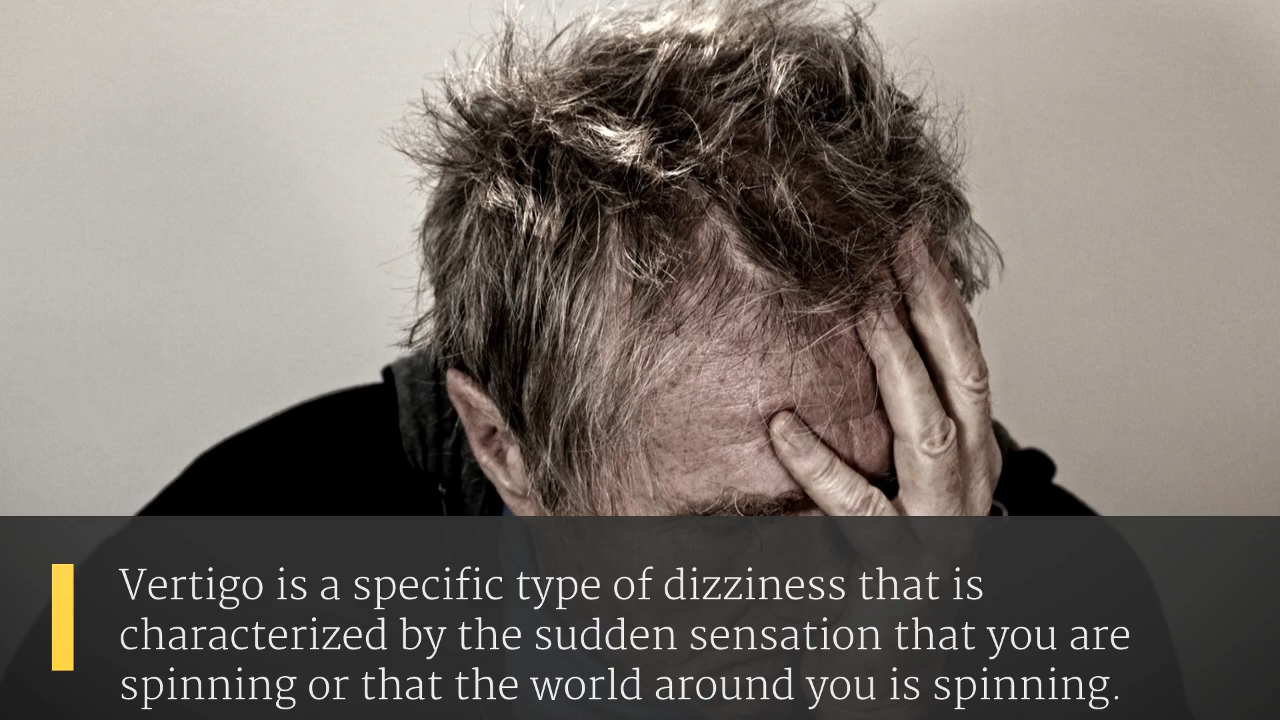 Vertigo is a specific type of dizziness that is
characterized by the sudden sensation that you are
spinning or that the world around you is spinning.